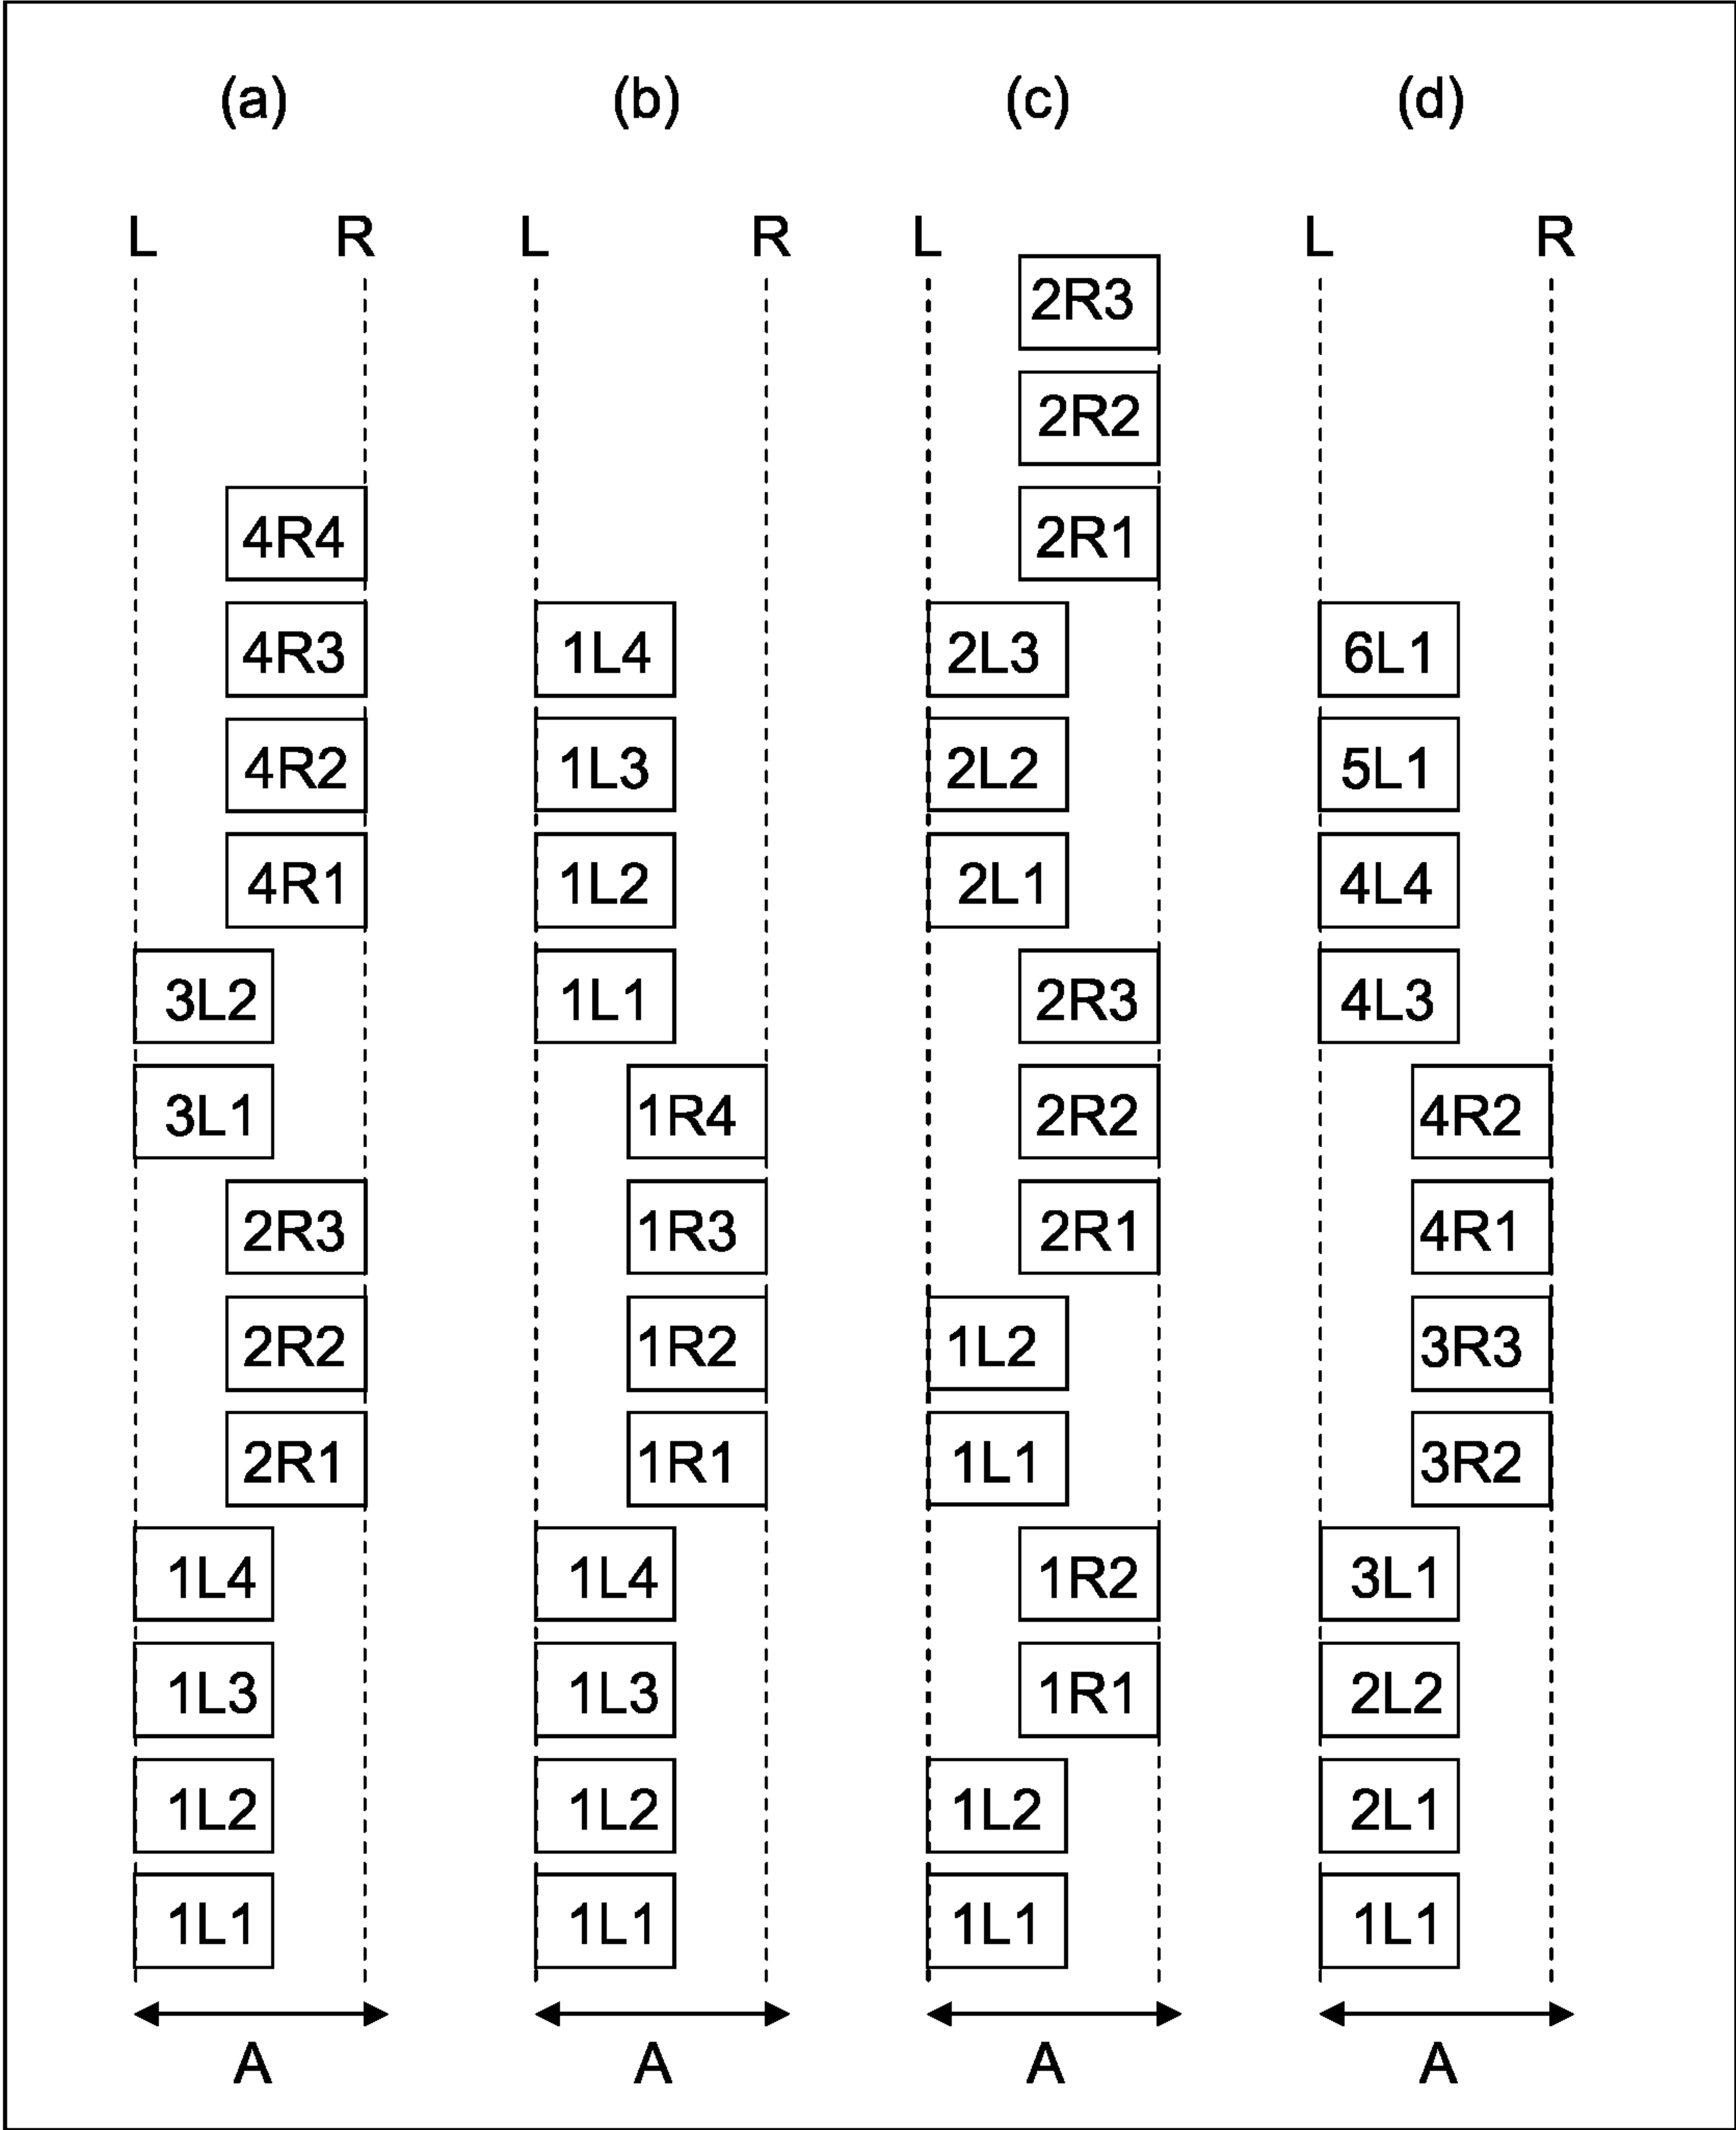 (a) (b) (c) (d)
L R L R L R L R
2R3
2R2
4R4 2R1
4R3 1L4 2L3 6L1
4R2 1L3 2L2 5L1
4R1 1L2 2L1 4L4
3L2 1L1 2R3 4L3
3L1 1R4 2R2 4R2
2R3 1R3 2R1 4R1
2R2 1R2 1L2 3R3
2R1 1R1 1L1 3R2
1L4 1L4 1R2 3L1
1L3 1L3 1R1 2L2
1L2 1L2 1L2 2L1
1L1 1L1 1L1 1L1
A A A A